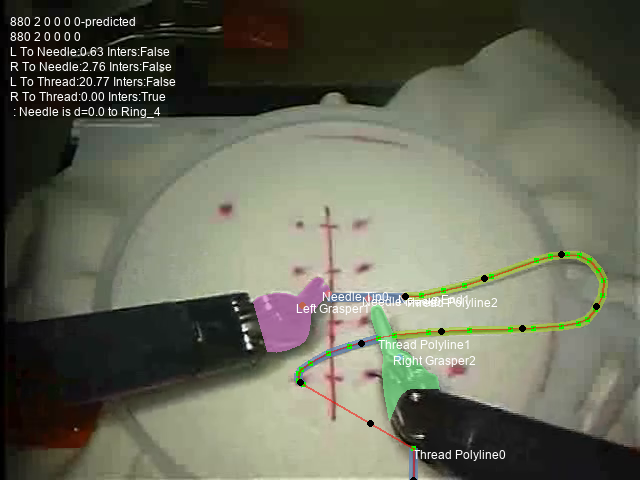 880 2 0 0 0 0-predicted
880 2 0 0 0 0
L To Needle:0.63 Inters:False
R To Needle:2.76 Inters:False
L To Thread:20.77 Inters:False
R To Thread:0.00 Inters:True
: Needle is d=0.0 to Ring_4
Left Grasper1
Thread Polyline2
Thread Polyline1
Right Grasper2
Thread Polyline0